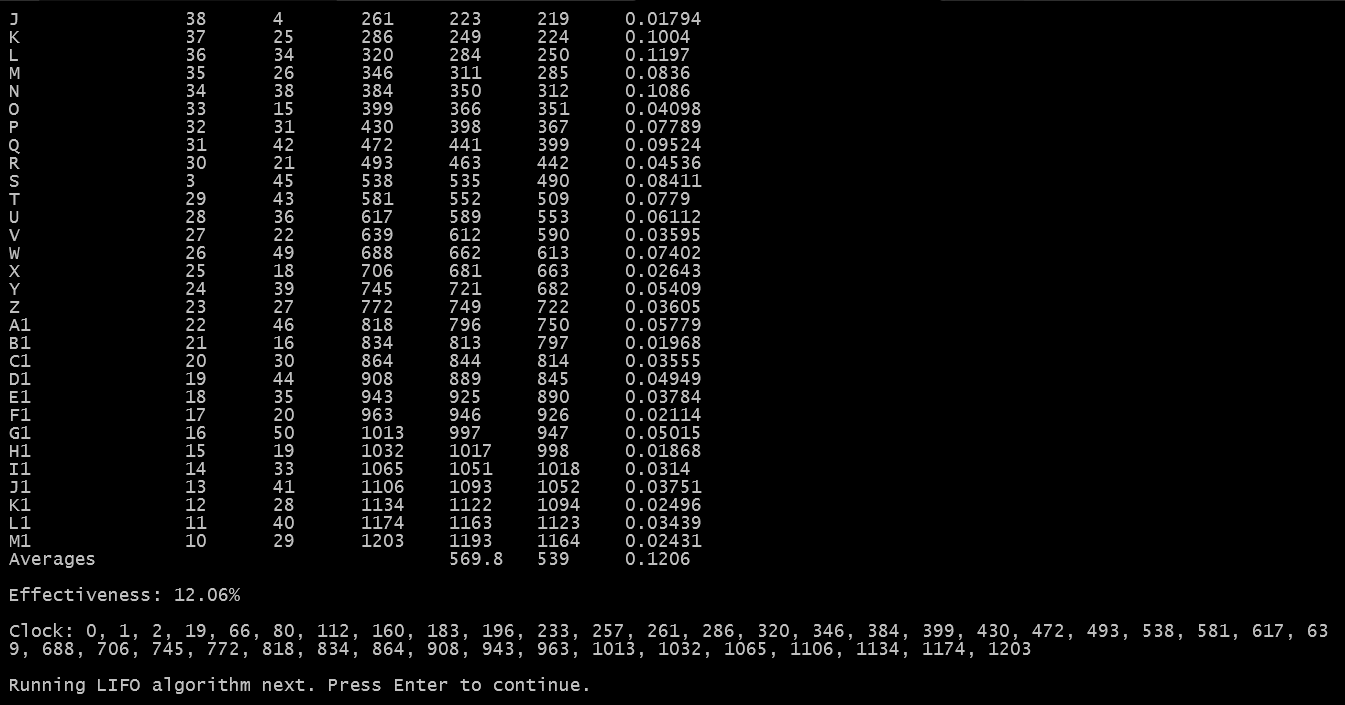 J 38 4 261 223 219 0.01794
K 37 25 286 249 224 0.1004
L 36 34 320 284 250 0.1197
M 35 26 346 311 285 0.0836
N 34 38 384 350 312 0.1086
O 33 15 399 366 351 0.04098
P 32 31 430 398 367 0.07789
Q 31 42 472 441 399 0.09524
R 30 21 493 463 442 0.04536
S 3 45 538 535 490 0.08411
T 29 43 581 552 509 0.0779
U 28 36 617 589 553 0.06112
V 27 22 639 612 590 0.03595
W 26 49 688 662 613 0.07402
X 25 18 706 681 663 0.02643
Y 24 39 745 721 682 0.05409
Z 23 27 772 749 722 0.03605
A1 22 46 818 796 750 0.05779
B1 21 16 834 813 797 0.01968
C1 20 30 864 844 814 0.03555
D1 19 44 908 889 845 0.04949
E1 18 35 943 925 890 0.03784
F1 17 20 963 946 926 0.02114
G1 16 50 1013 997 947 0.05015
H1 15 19 1032 1017 998 0.01868
I1 14 33 1065 1051 1018 0.0314
J1 13 41 1106 1093 1052 0.03751
K1 12 28 1134 1122 1094 0.02496
L1 11 40 1174 1163 1123 0.03439
M1 10 29 1203 1193 1164 0.02431
Averages 569.8 539 0.1206
Effectiveness: 12.06%
Clock: 0, 1, 2, 19, 66, 80, 112, 160, 183, 196, 233, 257, 261, 286, 320, 346, 384, 399, 430, 472, 493, 538, 581, 617, 63
9, 688, 706, 745, 772, 818, 834, 864, 908, 943, 963, 1013, 1032, 1065, 1106, 1134, 1174, 1203
Running LIFO algorithm next. Press Enter to continue.